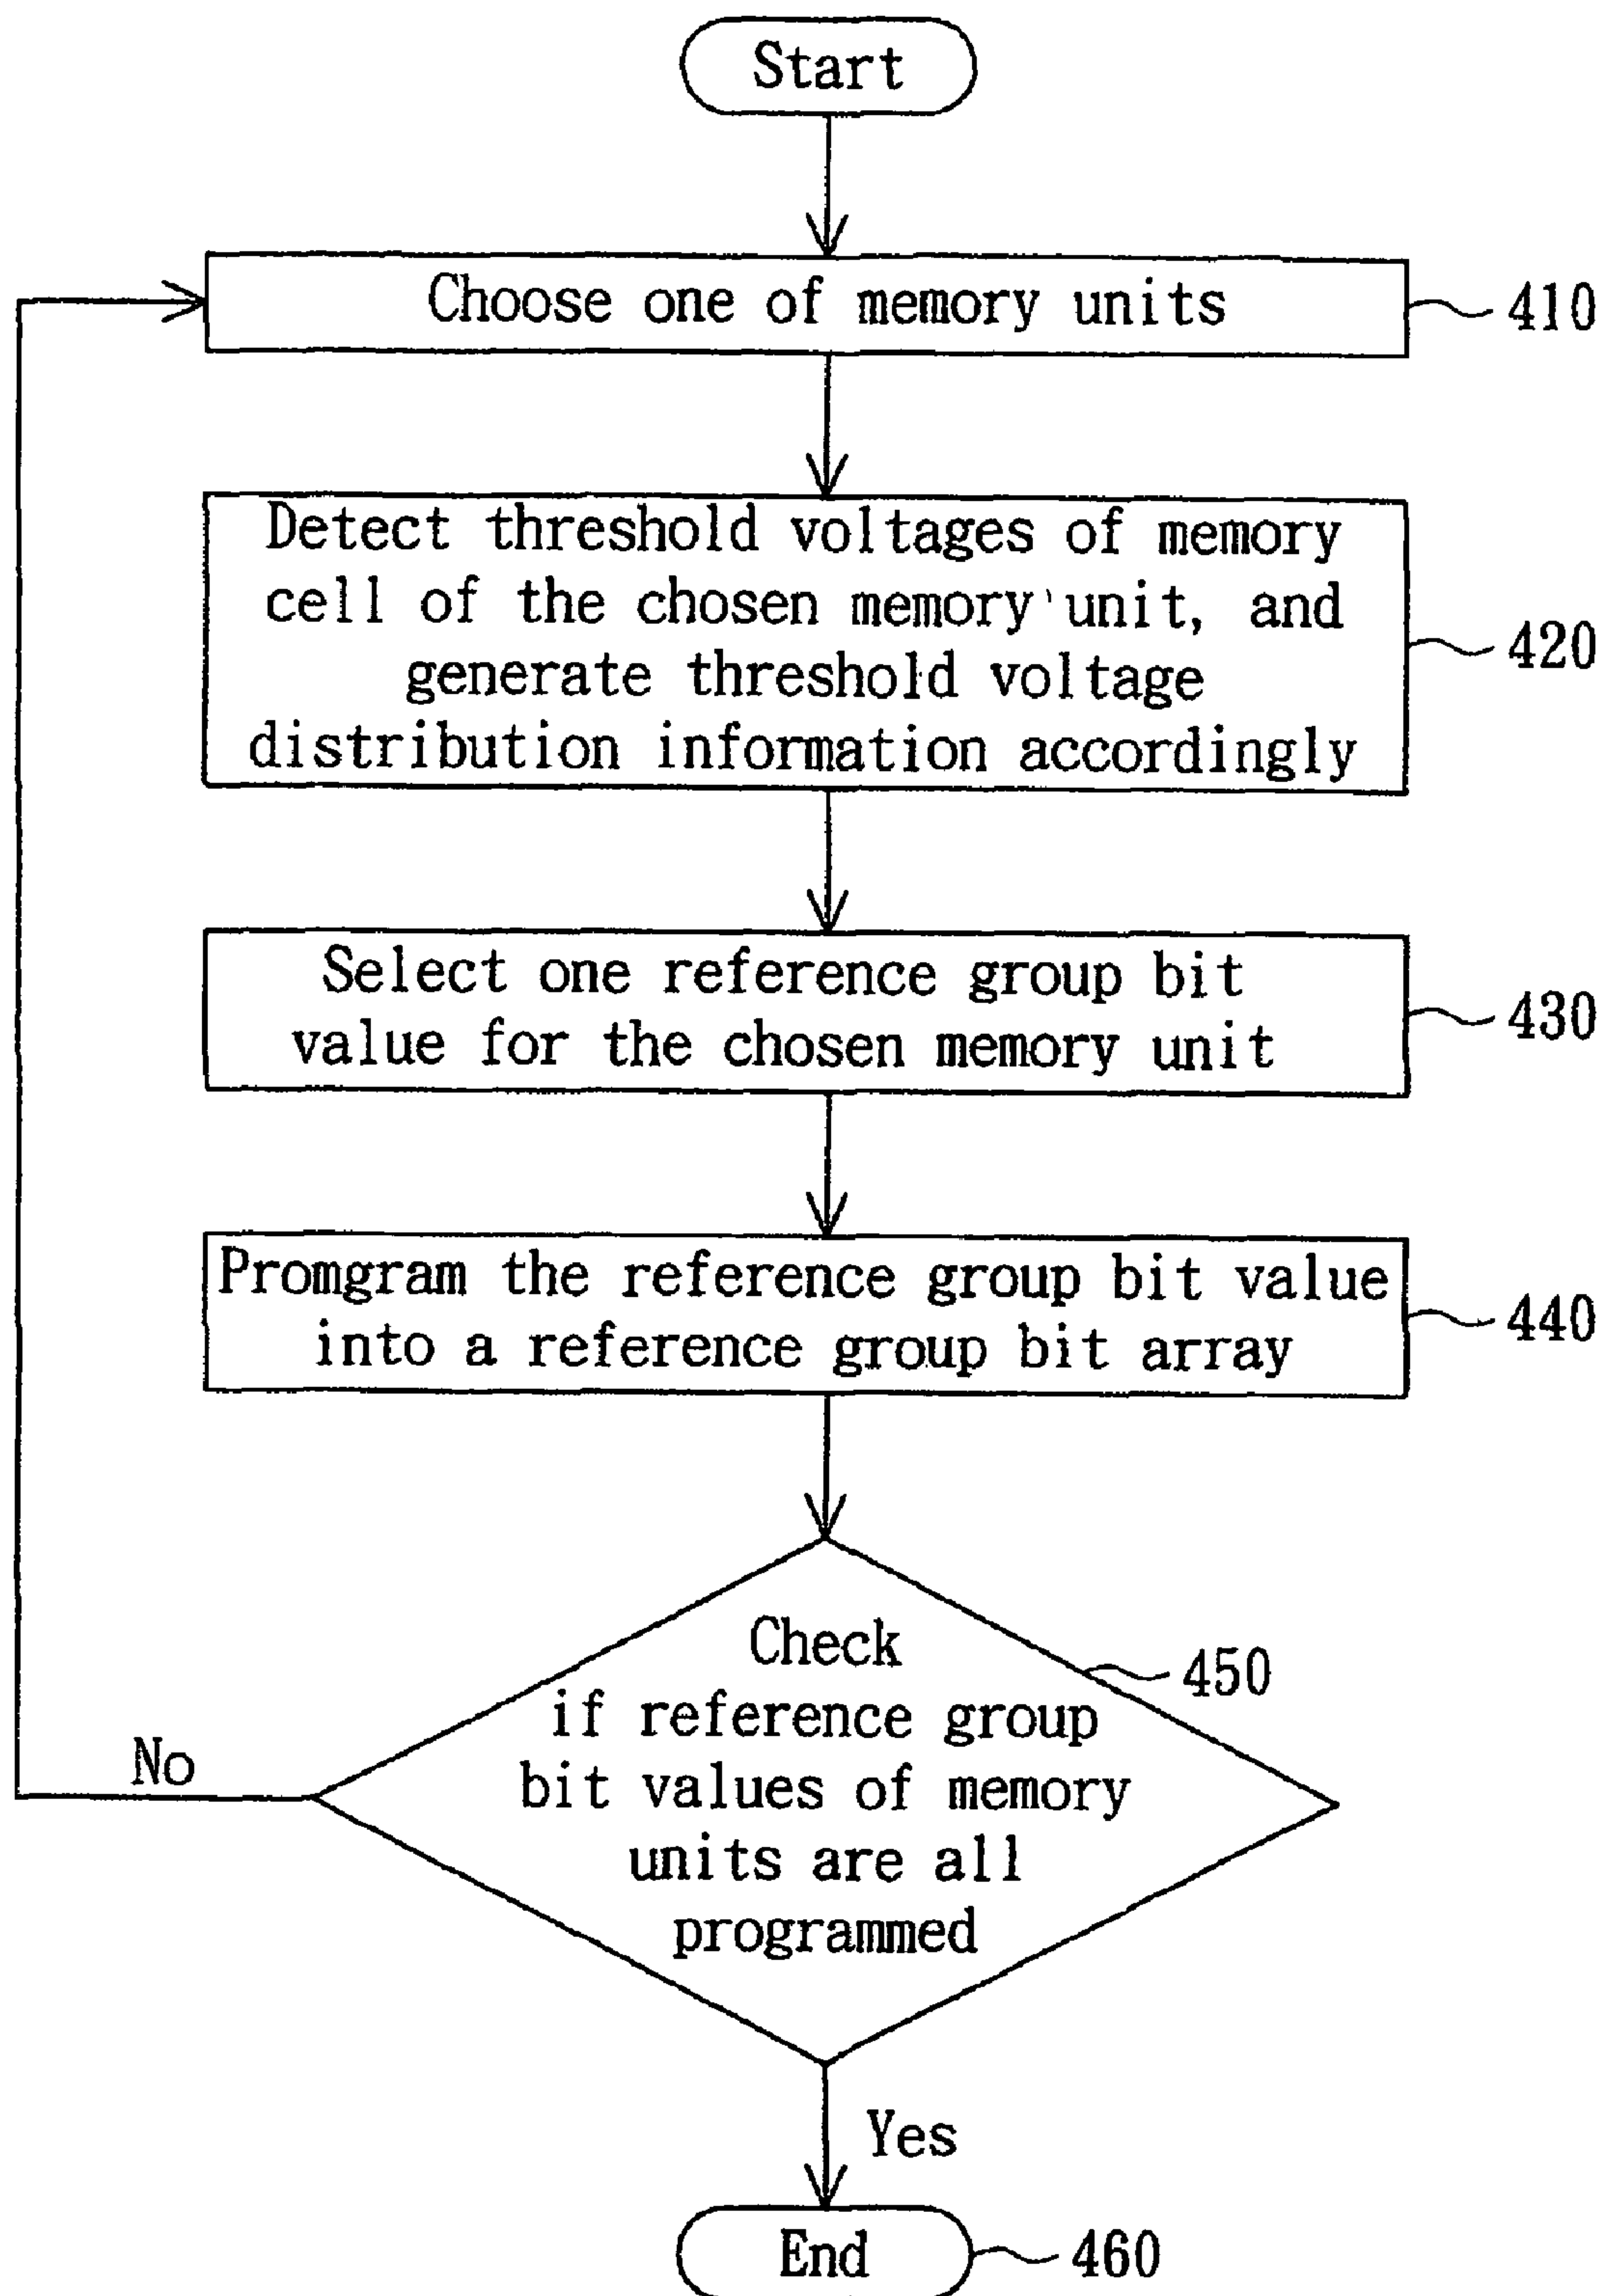 Start
Choose one of memory units
410
Detect threshold voltages of memory
cell of the chosen memory unit, and
generate threshold voltage
distribution information accordingly
420
Select one reference group bit
value for the chosen memory unit
430
Promgram the reference group bit value
into a reference group bit array
440
Check
if reference group
bit values of memory
units are all
programmed
450
No
Yes
End
460